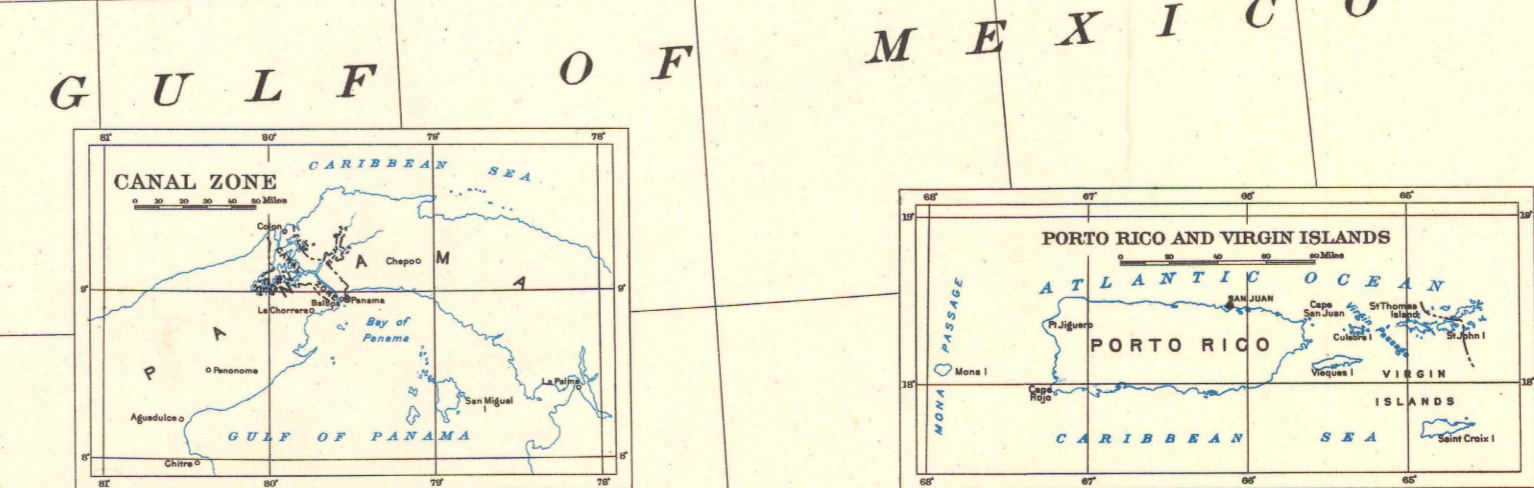 GULF OF MEXICO
81° 80° 79° 78°
CARIBBEAN SEA
CANAL ZONE
0 10 20 30 40 50 Miles
Colon
CANAL
ZONE
Chepo
PANAMA
9° 9°
Balboa
Panama
La Chorrera
Bay of
Panama
Penonome
La Palma
San Miguel
I
Aguadulce
GULF OF PANAMA
Chitre
8° 8°
81° 80° 79° 78°
68° 67° 66° 65°
19° 19°
PORTO RICO AND VIRGIN ISLANDS
0 20 40 60 80 Miles
ATLANTIC OCEAN
MONA PASSAGE
SAN JUAN
Cape
San Juan
Virgin Passage
St Thomas
Island
Pt Jiguero
Culebra I
St John I
PORTO RICO
Mona I
Vieques I
VIRGIN
ISLANDS
18° 18°
Cape
Rojo
CARIBBEAN SEA
Saint Croix I
68° 67° 66° 65°